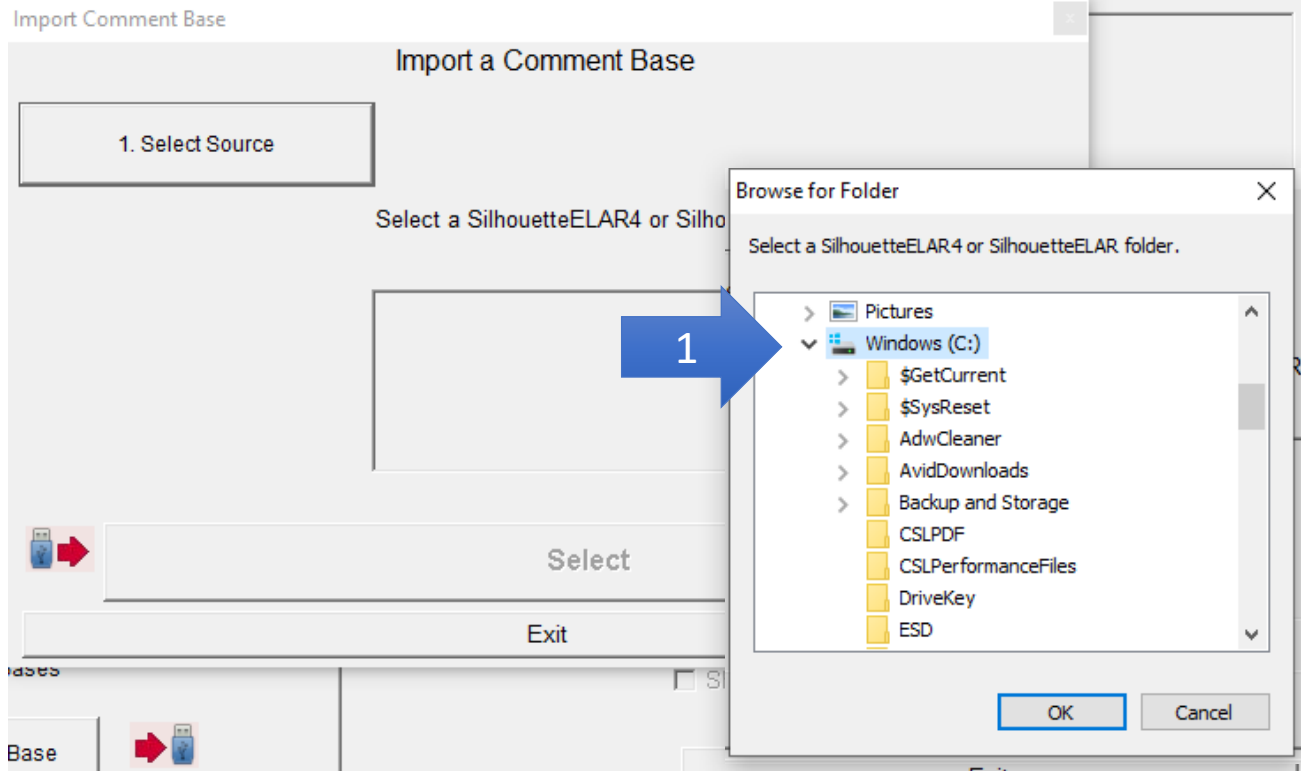 Import Comment Base
x
Import a Comment Base
1. Select Source
Select a SilhouetteELAR4 or Silho
Browse for Folder
Select a SilhouetteELAR4 or SilhouetteELAR folder.
Pictures
1
Windows (C:)
$GetCurrent
$SysReset
AdwCleaner
AvidDownloads
Backup and Storage
CSLPDF
CSLPerformanceFiles
DriveKey
ESD
Select
Exit
OK
Cancel
Base